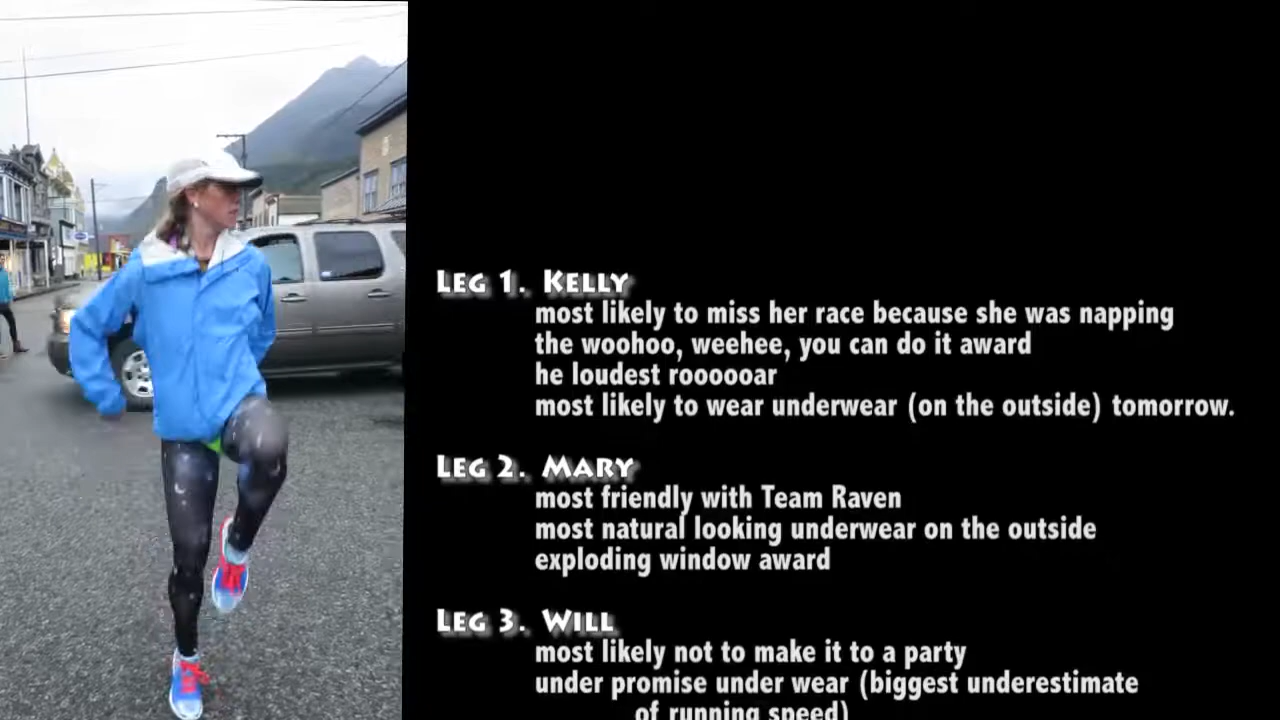 Leg 1. Kelly
most likely to miss her race because she was napping
the woohoo, weehee, you can do it award
he loudest roooooar
most likely to wear underwear (on the outside) tomorrow.
Leg 2. Mary
most friendly with Team Raven
most natural looking underwear on the outside
exploding window award
Leg 3. Will
most likely not to make it to a party
under promise under wear (biggest underestimate
of running speed)